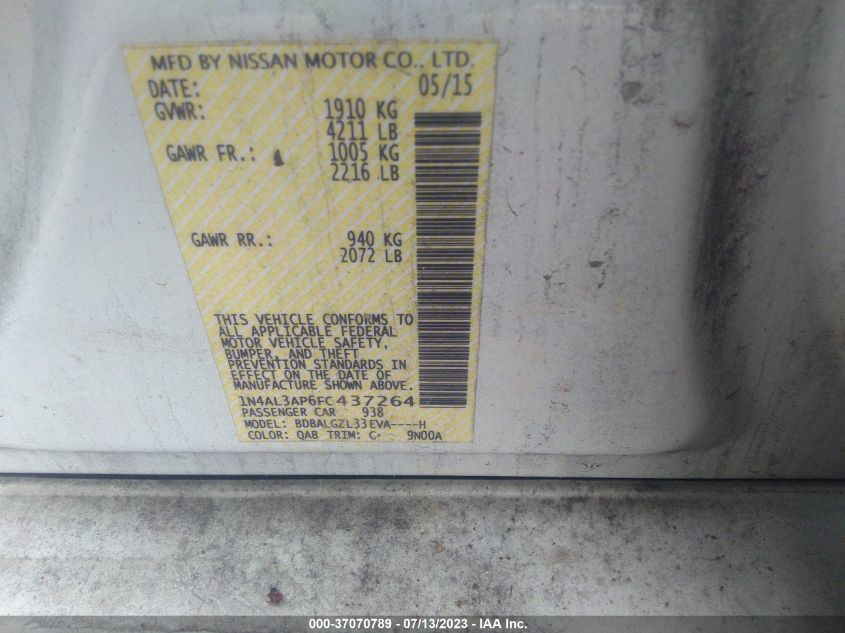 MFD BY NISSAN MOTOR CO., LTD.
DATE: 05/15
GVWR: 1910 KG
4211 LB
GAWR FR.: 1005 KG
2216 LB
GAWR RR.: 940 KG
2072 LB
THIS VEHICLE CONFORMS TO
ALL APPLICABLE FEDERAL
MOTOR VEHICLE SAFETY,
BUMPER, AND THEFT
PREVENTION STANDARDS IN
EFFECT ON THE DATE OF
MANUFACTURE SHOWN ABOVE.
1N4AL3AP6FC437264
PASSENGER CAR 938
MODEL: BDBALGZL33EVA----H
COLOR: QAB TRIM: C- 9N00A
000-37070789 - 07/13/2023 - IAA Inc.